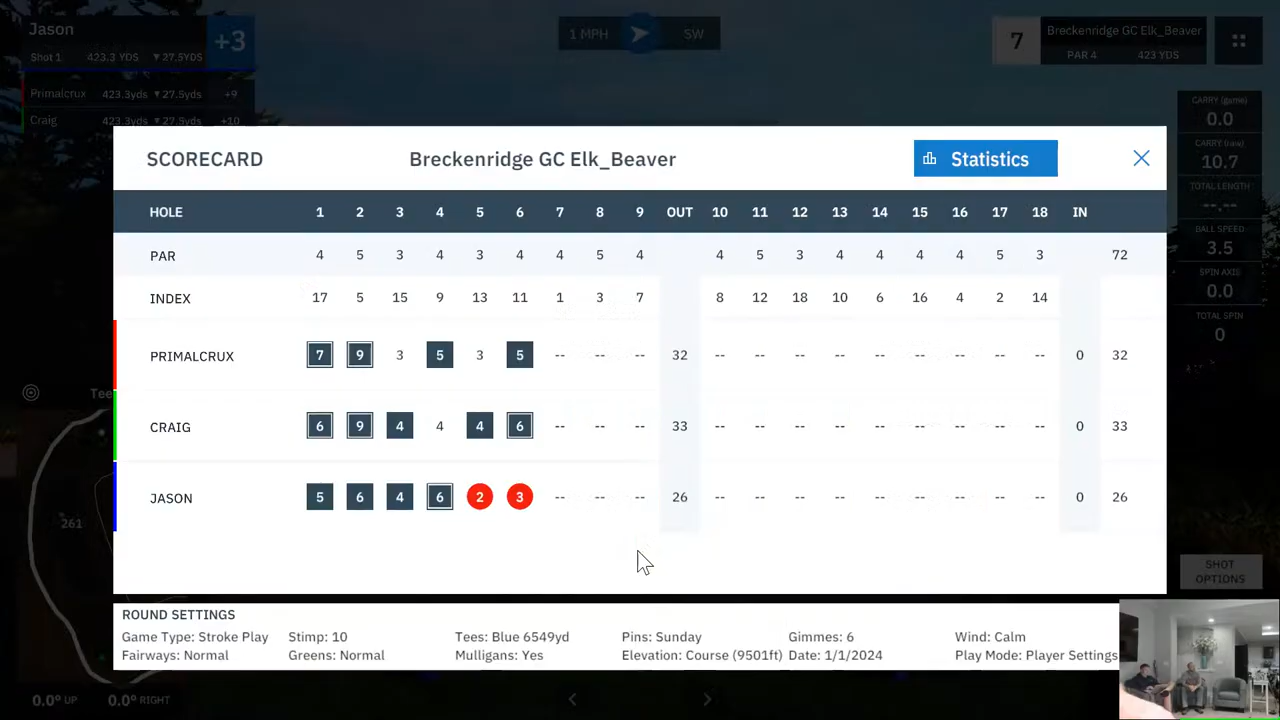 Jason
+3
Shot 1 423.3 YDS ▼27.5YDS
Primalcrux 423.3yds ▼27.5yds +9
Craig 423.3yds ▼27.5yds +10
1 MPH SW
7
Breckenridge GC Elk_Beaver
PAR 4 423 YDS
CARRY (game)
0.0
CARRY (raw)
10.7
TOTAL LENGTH
--.--
BALL SPEED
3.5
SPIN AXIS
0.0
TOTAL SPIN
0
SCORECARD Breckenridge GC Elk_Beaver Statistics
HOLE 1 2 3 4 5 6 7 8 9 OUT 10 11 12 13 14 15 16 17 18 IN
PAR 4 5 3 4 3 4 4 5 4 4 5 3 4 4 4 4 5 3 72
INDEX 17 5 15 9 13 11 1 3 7 8 12 18 10 6 16 4 2 14
PRIMALCRUX 7 9 3 5 3 5 -- -- -- 32 -- -- -- -- -- -- -- -- -- 0 32
CRAIG 6 9 4 4 4 6 -- -- -- 33 -- -- -- -- -- -- -- -- -- 0 33
JASON 5 6 4 6 2 3 -- -- -- 26 -- -- -- -- -- -- -- -- -- 0 26
Tees
261
SHOT
OPTIONS
ROUND SETTINGS
Game Type: Stroke Play Stimp: 10 Tees: Blue 6549yd Pins: Sunday Gimmes: 6 Wind: Calm
Fairways: Normal Greens: Normal Mulligans: Yes Elevation: Course (9501ft) Date: 1/1/2024 Play Mode: Player Settings
0.0° UP 0.0° RIGHT